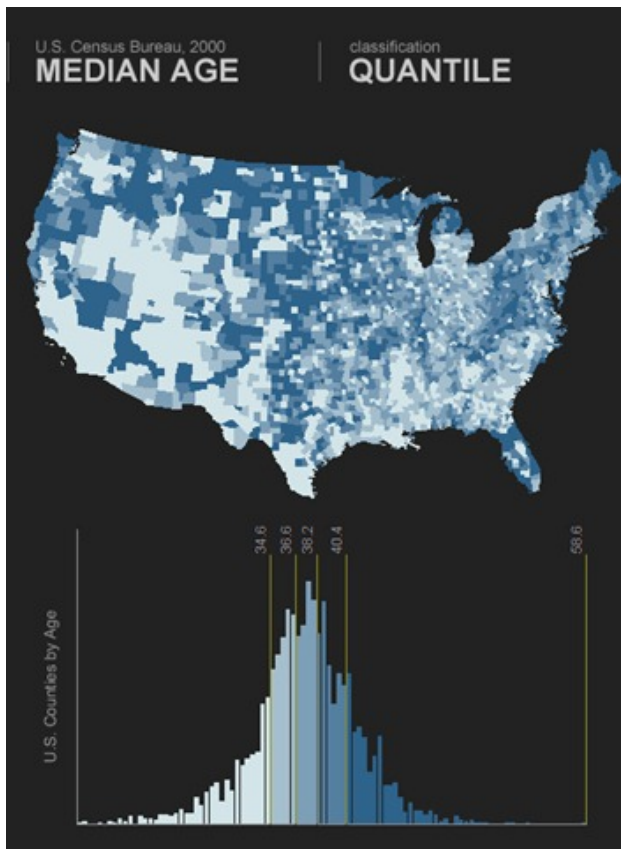 U.S. Census Bureau, 2000
MEDIAN AGE
classification
QUANTILE
34.6
36.6
38.2
40.4
58.6
U.S. Counties by Age